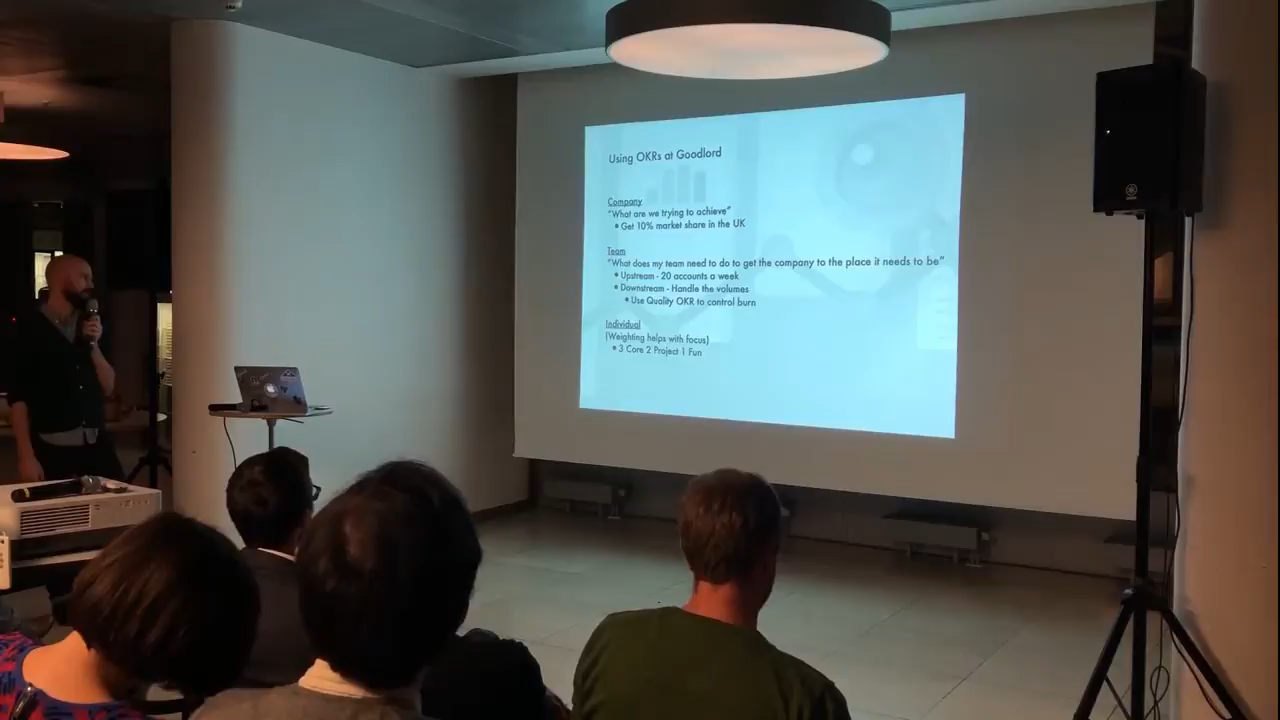 Using OKRs at Goodlord
Company
"What are we trying to achieve"
• Get 10% market share in the UK
Team
"What does my team need to do to get the company to the place it needs to be"
• Upstream - 20 accounts a week
• Downstream - Handle the volumes
• Use Quality OKR to control burn
Individual
(Weighting helps with focus)
• 3 Core 2 Project 1 Fun